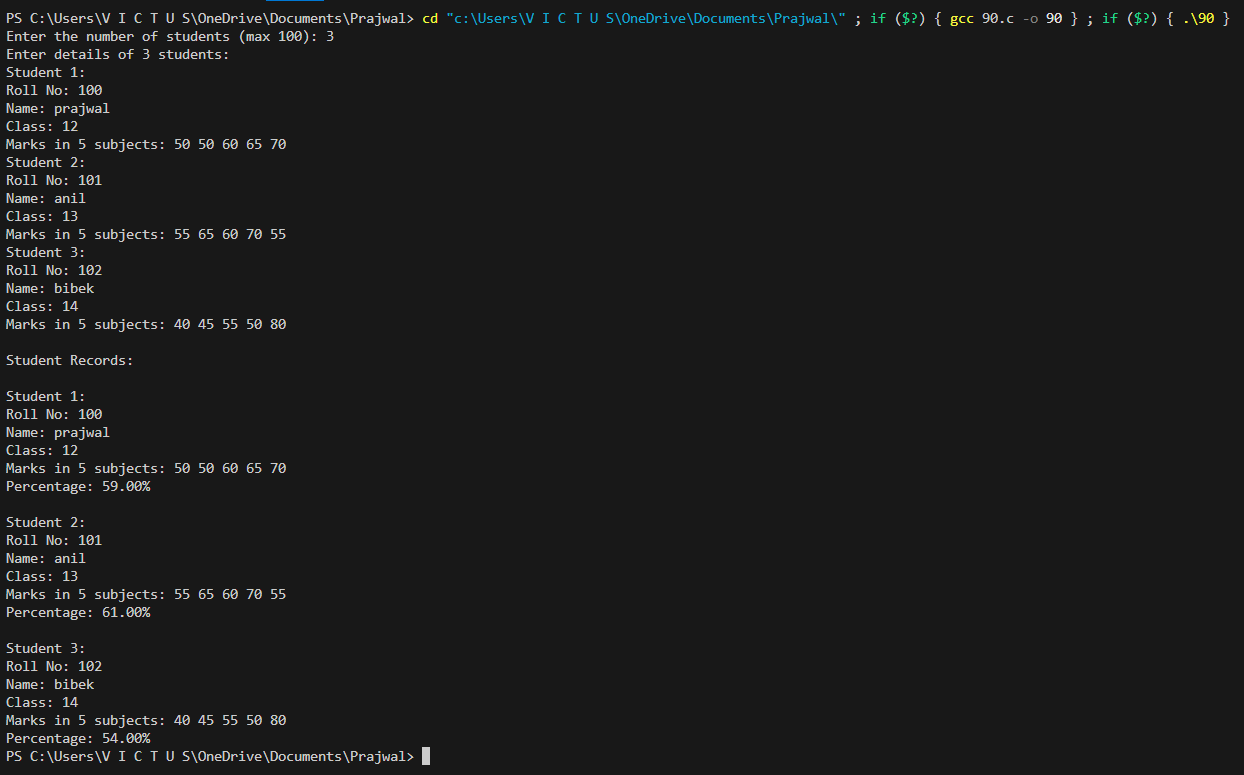 PS C:\Users\V I C T U S\OneDrive\Documents\Prajwal> cd "c:\Users\V I C T U S\OneDrive\Documents\Prajwal\" ; if ($?) { gcc 90.c -o 90 } ; if ($?) { .\90 }
Enter the number of students (max 100): 3
Enter details of 3 students:
Student 1:
Roll No: 100
Name: prajwal
Class: 12
Marks in 5 subjects: 50 50 60 65 70
Student 2:
Roll No: 101
Name: anil
Class: 13
Marks in 5 subjects: 55 65 60 70 55
Student 3:
Roll No: 102
Name: bibek
Class: 14
Marks in 5 subjects: 40 45 55 50 80
Student Records:
Student 1:
Roll No: 100
Name: prajwal
Class: 12
Marks in 5 subjects: 50 50 60 65 70
Percentage: 59.00%
Student 2:
Roll No: 101
Name: anil
Class: 13
Marks in 5 subjects: 55 65 60 70 55
Percentage: 61.00%
Student 3:
Roll No: 102
Name: bibek
Class: 14
Marks in 5 subjects: 40 45 55 50 80
Percentage: 54.00%
PS C:\Users\V I C T U S\OneDrive\Documents\Prajwal>